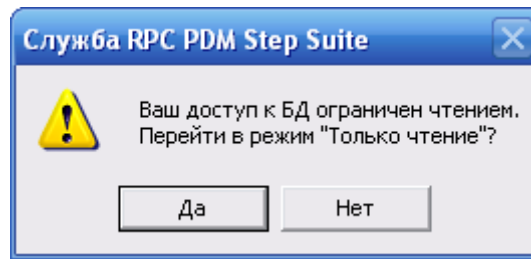 Служба RPC PDM Step Suite
Ваш доступ к БД ограничен чтением.
Перейти в режим "Только чтение"?
Да Нет